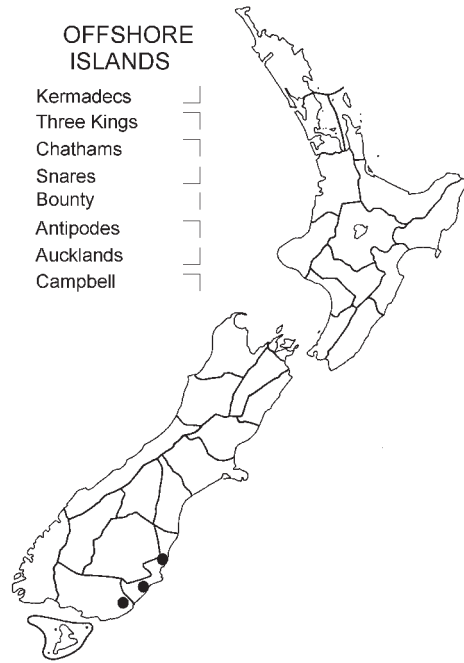 OFFSHORE
ISLANDS
Kermadecs
Three Kings
Chathams
Snares
Bounty
Antipodes
Aucklands
Campbell